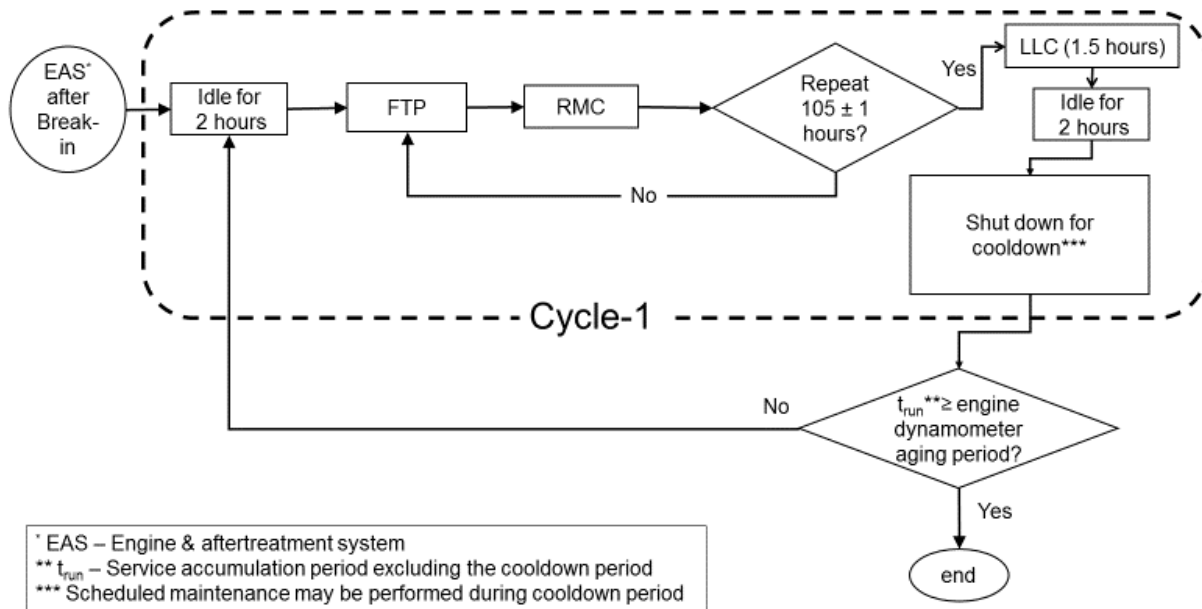 EAS*
after
Break-
in
Idle for
2 hours
FTP
RMC
Repeat
105 ± 1
hours?
Yes
LLC (1.5 hours)
Idle for
2 hours
No
Shut down for
cooldown***
Cycle-1
No
t_run**≥ engine
dynamometer
aging period?
Yes
end
* EAS – Engine & aftertreatment system
** t_run – Service accumulation period excluding the cooldown period
*** Scheduled maintenance may be performed during cooldown period